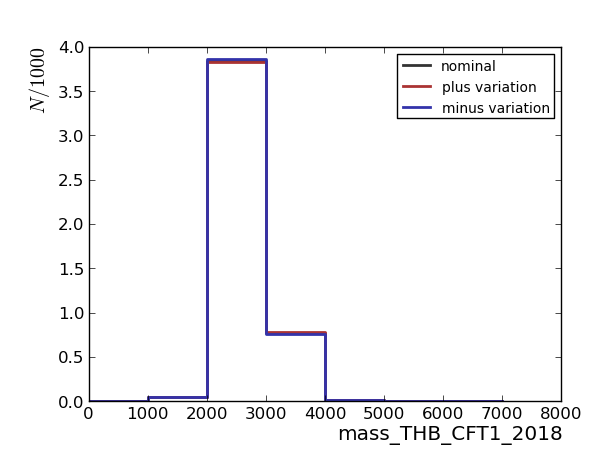 N/1000
4.0
3.5
3.0
2.5
2.0
1.5
1.0
0.5
0.0
0 1000 2000 3000 4000 5000 6000 7000 8000
mass_THB_CFT1_2018
nominal
plus variation
minus variation